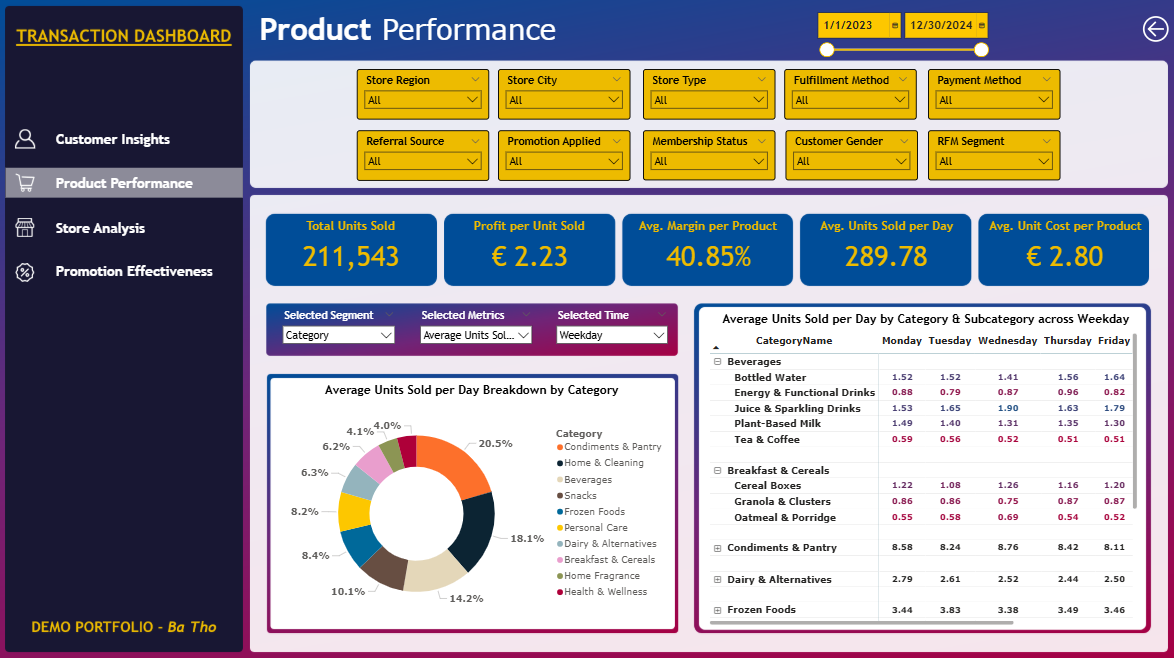 TRANSACTION DASHBOARD
Customer Insights
Product Performance
Store Analysis
Promotion Effectiveness
DEMO PORTFOLIO - Ba Tho
Product Performance
1/1/2023 12/30/2024
Store Region Store City Store Type Fulfillment Method Payment Method
All All All All All
Referral Source Promotion Applied Membership Status Customer Gender RFM Segment
All All All All All
Total Units Sold Profit per Unit Sold Avg. Margin per Product Avg. Units Sold per Day Avg. Unit Cost per Product
211,543 € 2.23 40.85% 289.78 € 2.80
Selected Segment Selected Metrics Selected Time
Category Average Units Sol... Weekday
Average Units Sold per Day Breakdown by Category
20.5%
18.1%
14.2%
10.1%
8.4%
8.2%
6.3%
6.2%
4.1%
4.0%
Category
Condiments & Pantry
Home & Cleaning
Beverages
Snacks
Frozen Foods
Personal Care
Dairy & Alternatives
Breakfast & Cereals
Home Fragrance
Health & Wellness
Average Units Sold per Day by Category & Subcategory across Weekday
CategoryName Monday Tuesday Wednesday Thursday Friday
Beverages
Bottled Water 1.52 1.52 1.41 1.56 1.64
Energy & Functional Drinks 0.88 0.79 0.87 0.96 0.82
Juice & Sparkling Drinks 1.53 1.65 1.90 1.63 1.79
Plant-Based Milk 1.49 1.40 1.31 1.35 1.30
Tea & Coffee 0.59 0.56 0.52 0.51 0.51
Breakfast & Cereals
Cereal Boxes 1.22 1.08 1.26 1.16 1.20
Granola & Clusters 0.86 0.86 0.75 0.87 0.87
Oatmeal & Porridge 0.55 0.58 0.69 0.54 0.52
Condiments & Pantry 8.58 8.24 8.76 8.42 8.11
Dairy & Alternatives 2.79 2.61 2.52 2.44 2.50
Frozen Foods 3.44 3.83 3.38 3.49 3.46